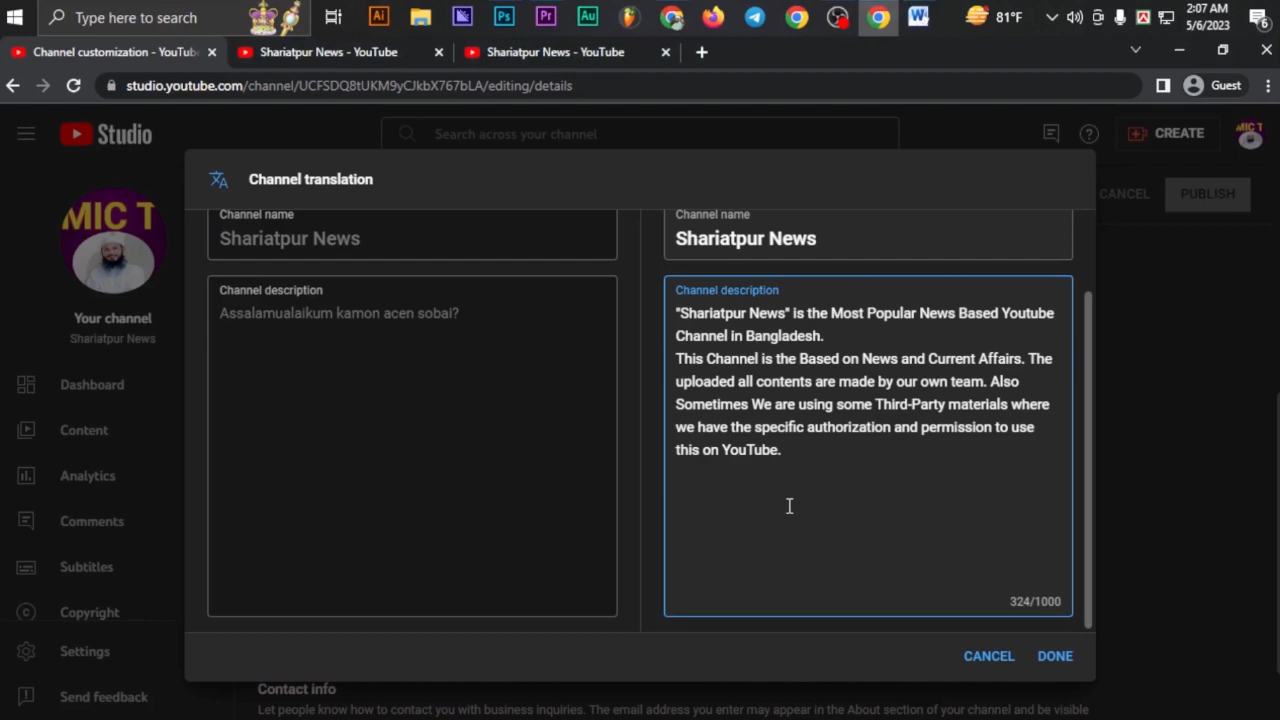 Type here to search
81°F
2:07 AM
5/6/2023
6
Channel customization - YouTube
Shariatpur News - YouTube
Shariatpur News - YouTube
studio.youtube.com/channel/UCFSDQ8tUKM9yCJkbX767bLA/editing/details
Guest
Studio
Search across your channel
CREATE
MIC T
Channel translation
CANCEL
PUBLISH
MIC T
Channel name
Shariatpur News
Channel name
Shariatpur News
Channel description
Assalamualaikum kamon acen sobai?
Channel description
"Shariatpur News" is the Most Popular News Based Youtube
Channel in Bangladesh.
This Channel is the Based on News and Current Affairs. The
uploaded all contents are made by our own team. Also
Sometimes We are using some Third-Party materials where
we have the specific authorization and permission to use
this on YouTube.
324/1000
Your channel
Shariatpur News
Dashboard
Content
Analytics
Comments
Subtitles
Copyright
Settings
Send feedback
CANCEL
DONE
Contact info
Let people know how to contact you with business inquiries. The email address you enter may appear in the About section of your channel and be visible